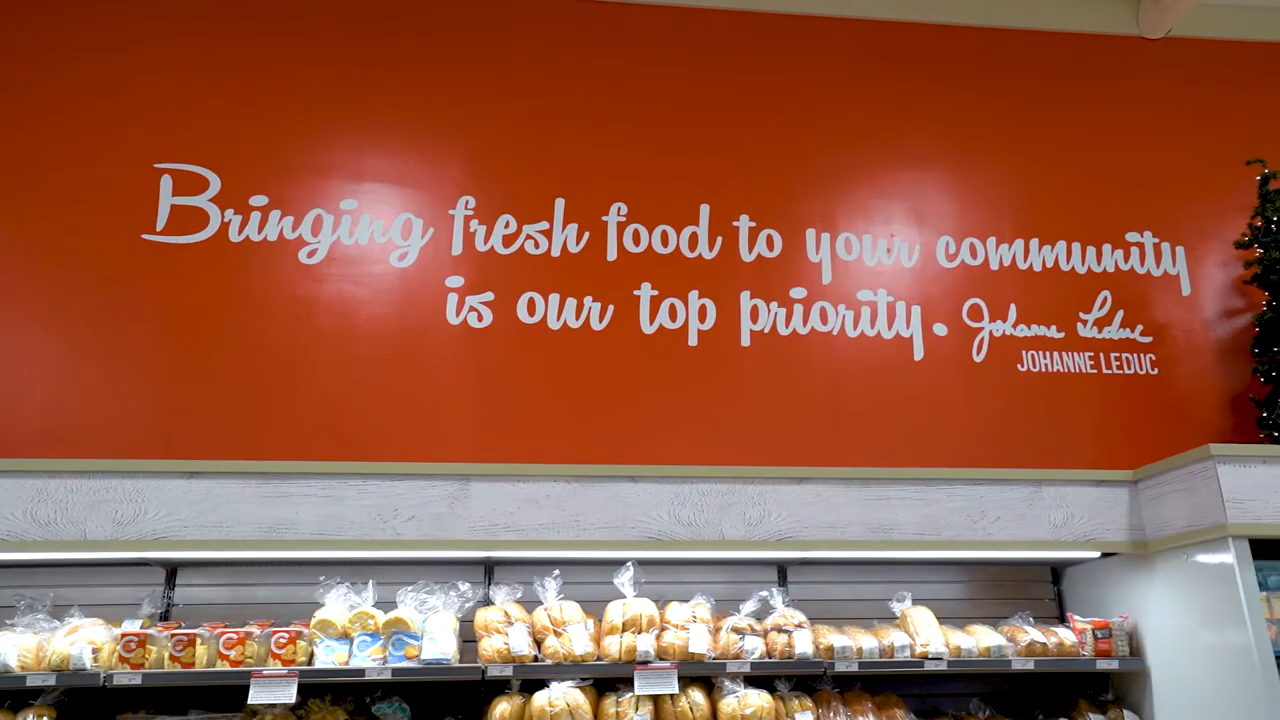 Bringing fresh food to your community
is our top priority.
Johanne Leduc
JOHANNE LEDUC